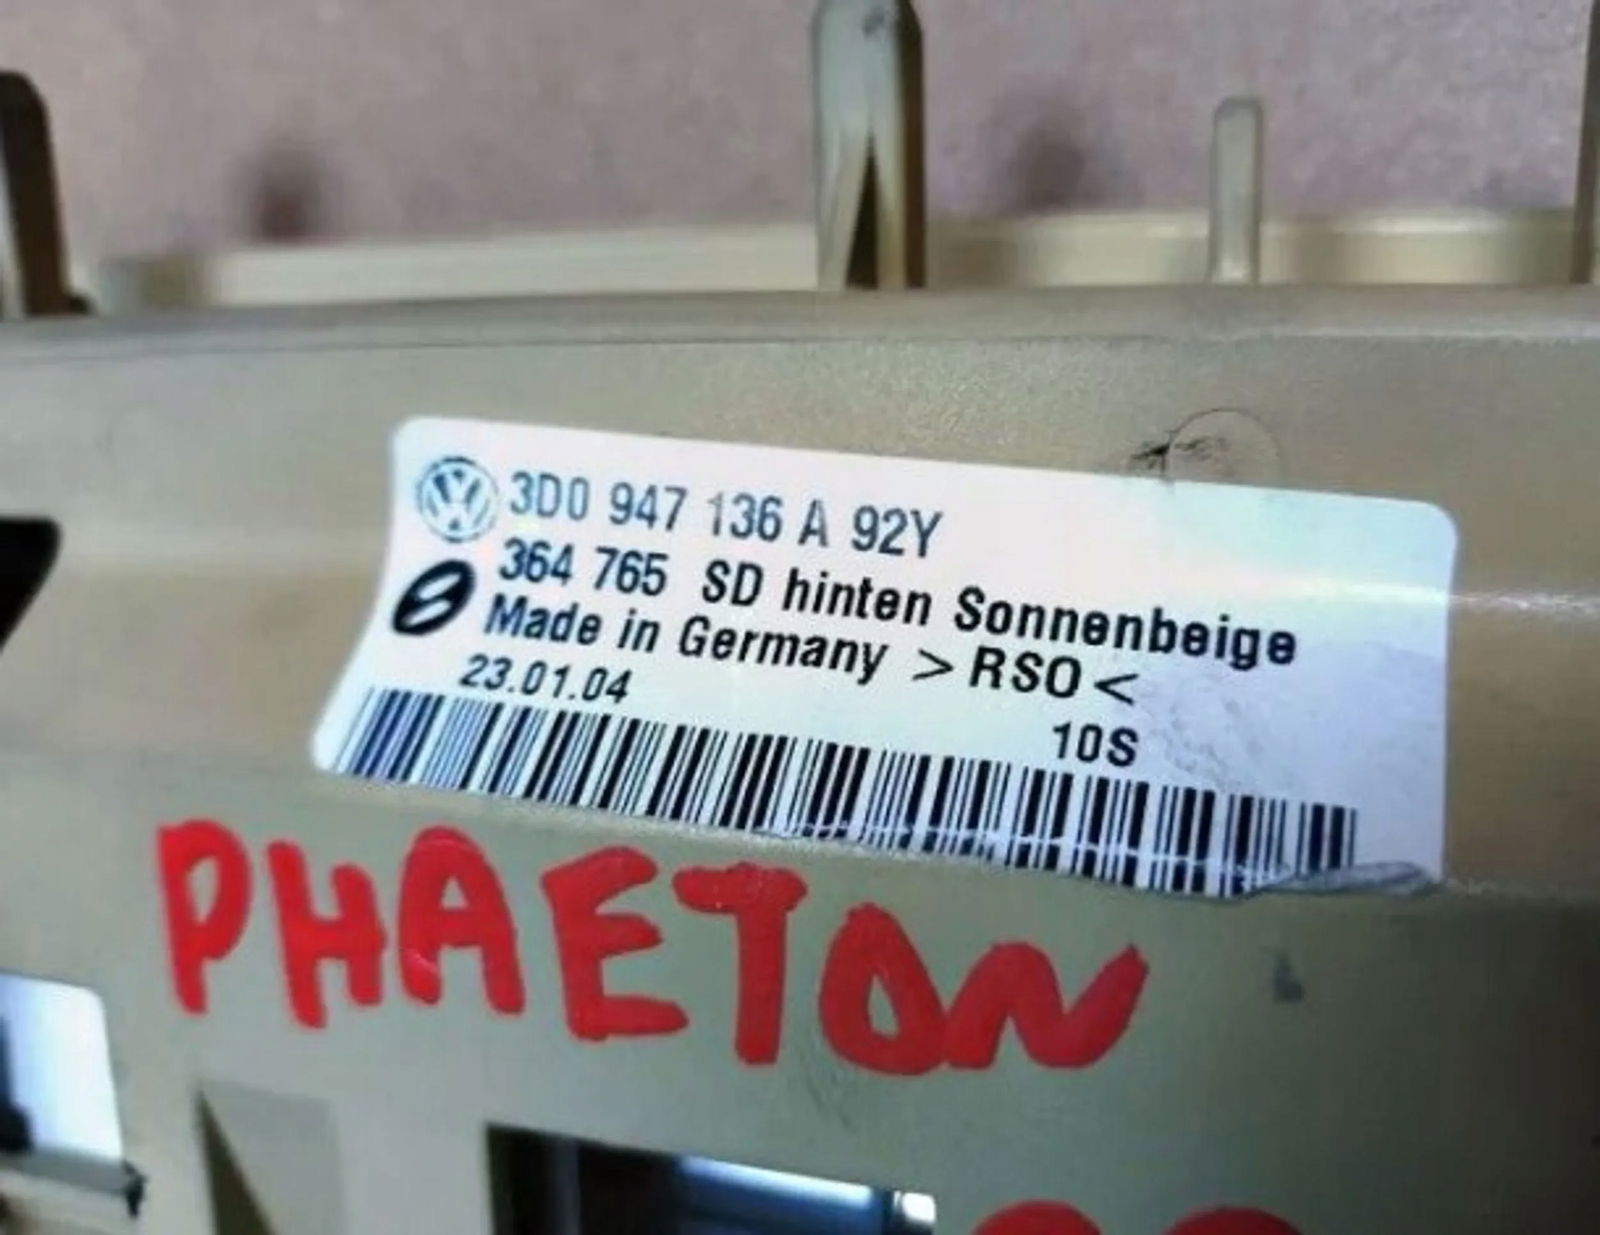 3D0 947 136 A 92Y
364 765 SD hinten Sonnenbeige
Made in Germany >RSO<
23.01.04
10S
PHAETON